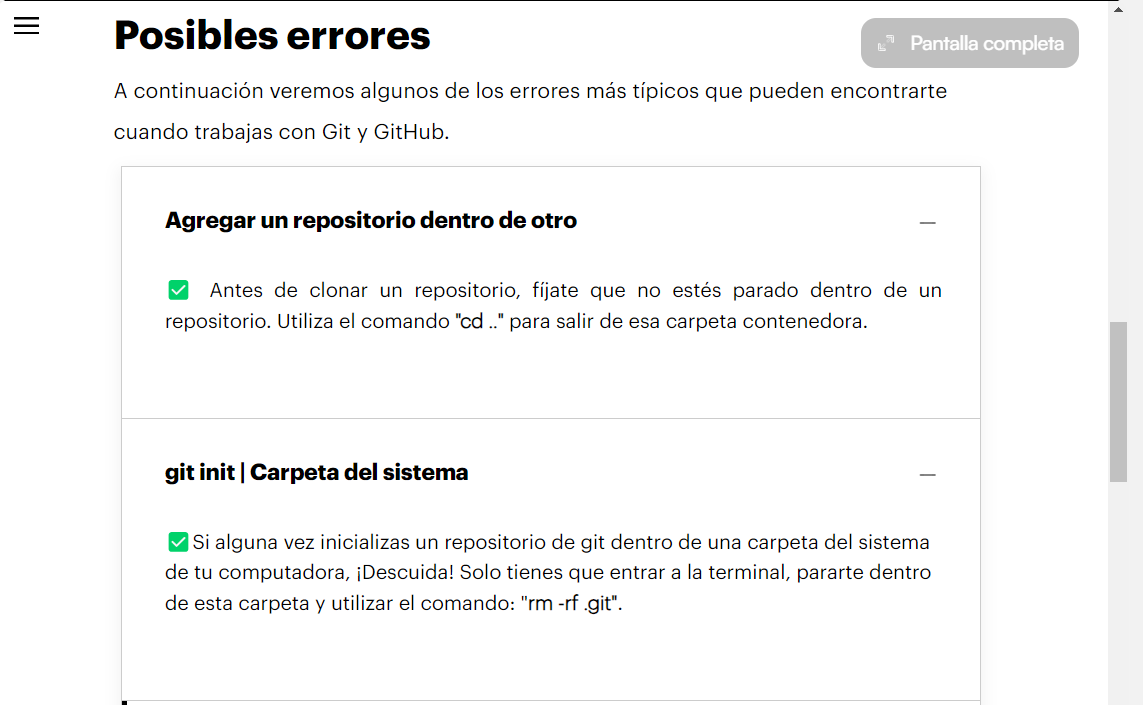 Posibles errores
Pantalla completa
A continuación veremos algunos de los errores más típicos que pueden encontrarte
cuando trabajas con Git y GitHub.
Agregar un repositorio dentro de otro
Antes de clonar un repositorio, fíjate que no estés parado dentro de un
repositorio. Utiliza el comando "cd .." para salir de esa carpeta contenedora.
git init | Carpeta del sistema
Si alguna vez inicializas un repositorio de git dentro de una carpeta del sistema
de tu computadora, ¡Descuida! Solo tienes que entrar a la terminal, pararte dentro
de esta carpeta y utilizar el comando: "rm -rf .git".